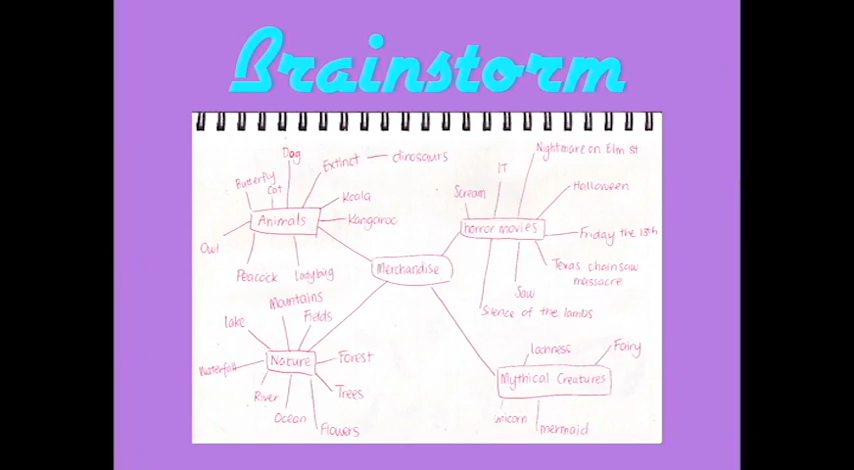 Brainstorm
Dog
Extinct — dinosaurs
Butterfly
Cat
Koala
Animals
Kangaroo
Owl
Peacock
Ladybug
Nightmare on Elm st
IT
Scream
Halloween
horror movies
Friday the 13th
Texas chainsaw
massacre
Saw
Silence of the lambs
Merchandise
Mountains
Lake
Fields
Nature
Forest
Waterfall
Trees
River
Ocean
Flowers
lochness
Fairy
Mythical Creatures
unicorn
mermaid